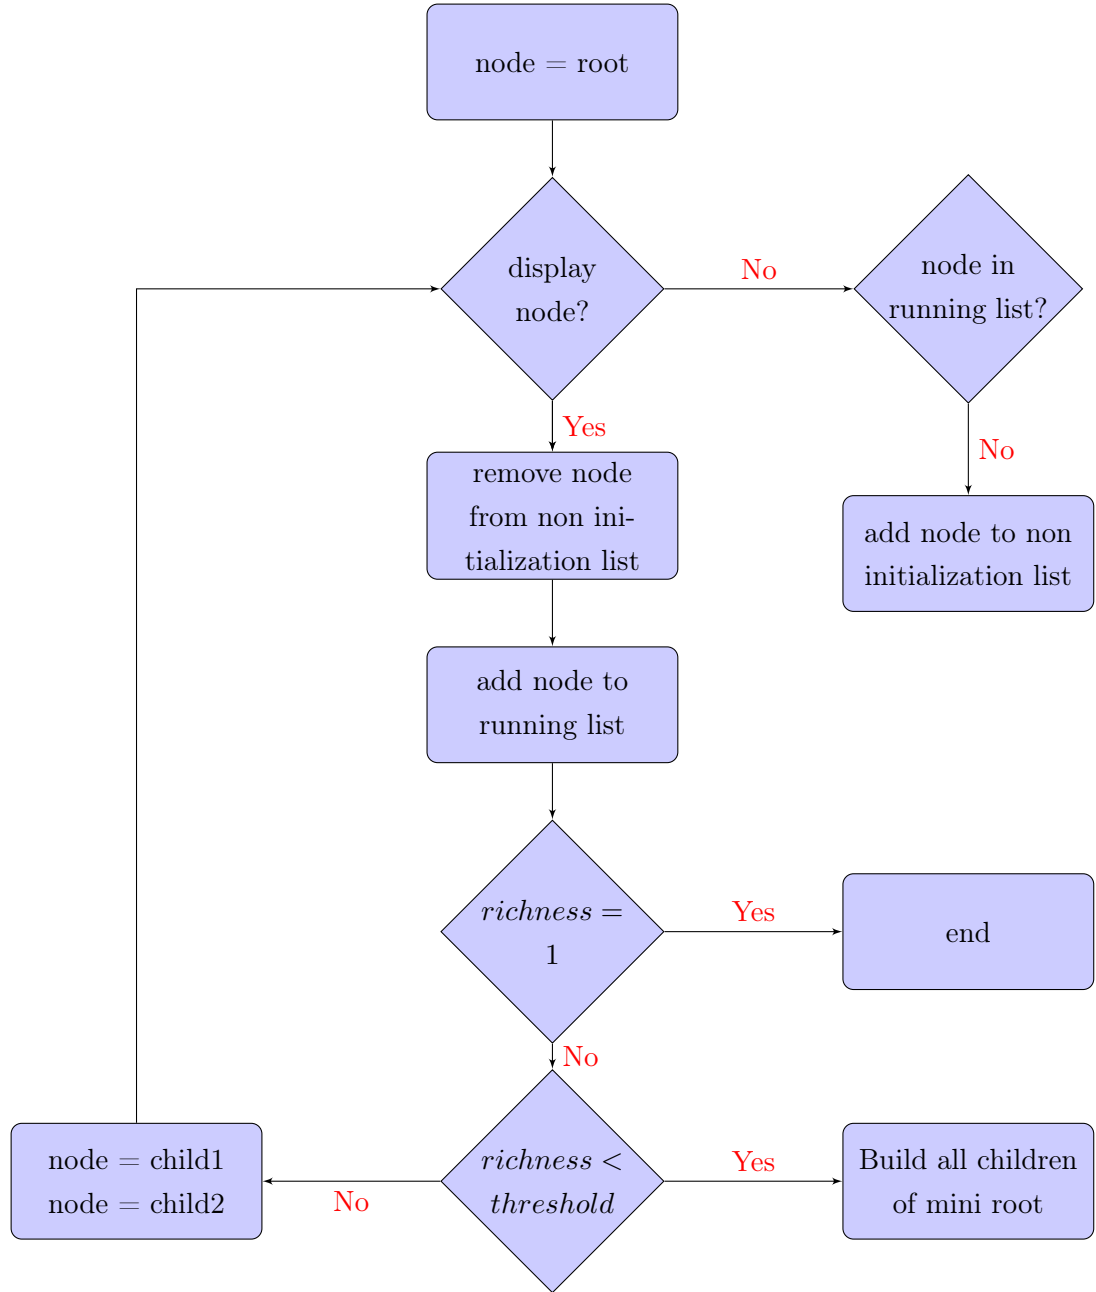 node = root
display
node?
No
node in
running list?
Yes
No
remove node
from non ini-
tialization list
add node to non
initialization list
add node to
running list
richness =
1
Yes
end
No
node = child1
node = child2
No
richness <
threshold
Yes
Build all children
of mini root